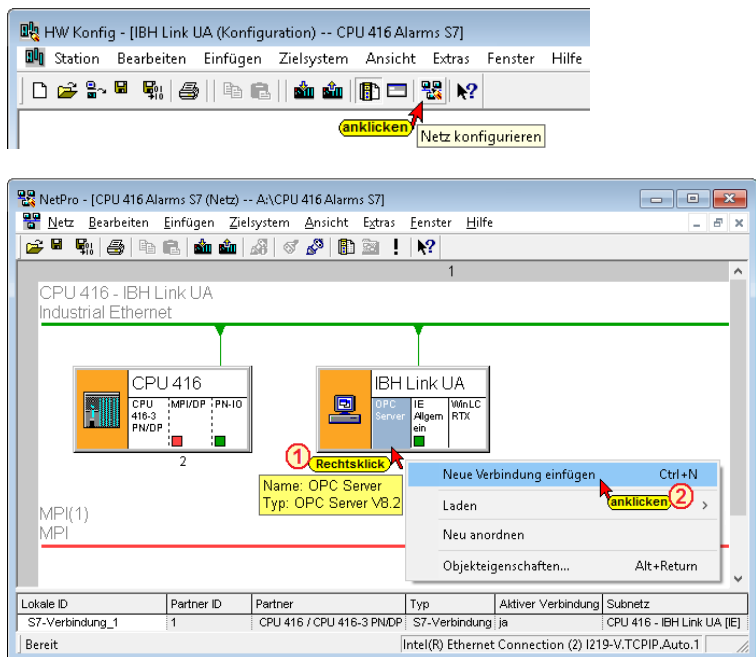 HW Konfig - [IBH Link UA (Konfiguration) -- CPU 416 Alarms S7]
Station Bearbeiten Einfügen Zielsystem Ansicht Extras Fenster Hilfe
anklicken
Netz konfigurieren
NetPro - [CPU 416 Alarms S7 (Netz) -- A:\CPU 416 Alarms S7]
Netz Bearbeiten Einfügen Zielsystem Ansicht Extras Fenster Hilfe
1
CPU 416 - IBH Link UA
Industrial Ethernet
CPU 416
CPU 416-3 PN/DP
MPI/DP
PN-IO
2
IBH Link UA
OPC Server
IE Allgem ein
WinLC RTX
1
Rechtsklick
Name: OPC Server
Typ: OPC Server V8.2
Neue Verbindung einfügen Ctrl+N
anklicken
2
Laden
Neu anordnen
Objekteigenschaften... Alt+Return
MPI(1)
MPI
Lokale ID Partner ID Partner Typ Aktiver Verbindung Subnetz
S7-Verbindung_1 1 CPU 416 / CPU 416-3 PN/DP S7-Verbindung ja CPU 416 - IBH Link UA [IE]
Bereit Intel(R) Ethernet Connection (2) I219-V.TCPIP.Auto.1